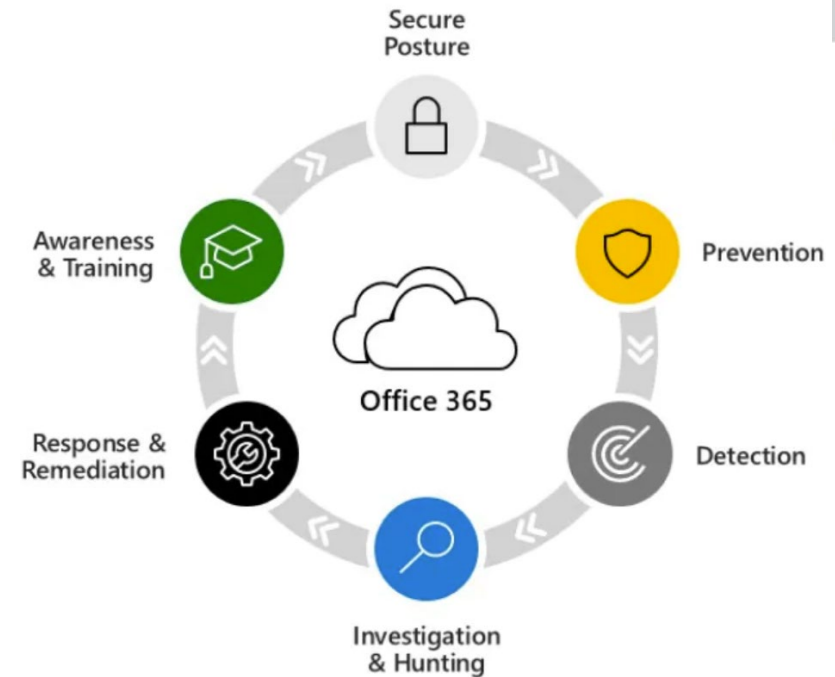 Secure
Posture
Awareness
& Training
Prevention
Office 365
Response &
Remediation
Detection
Investigation
& Hunting